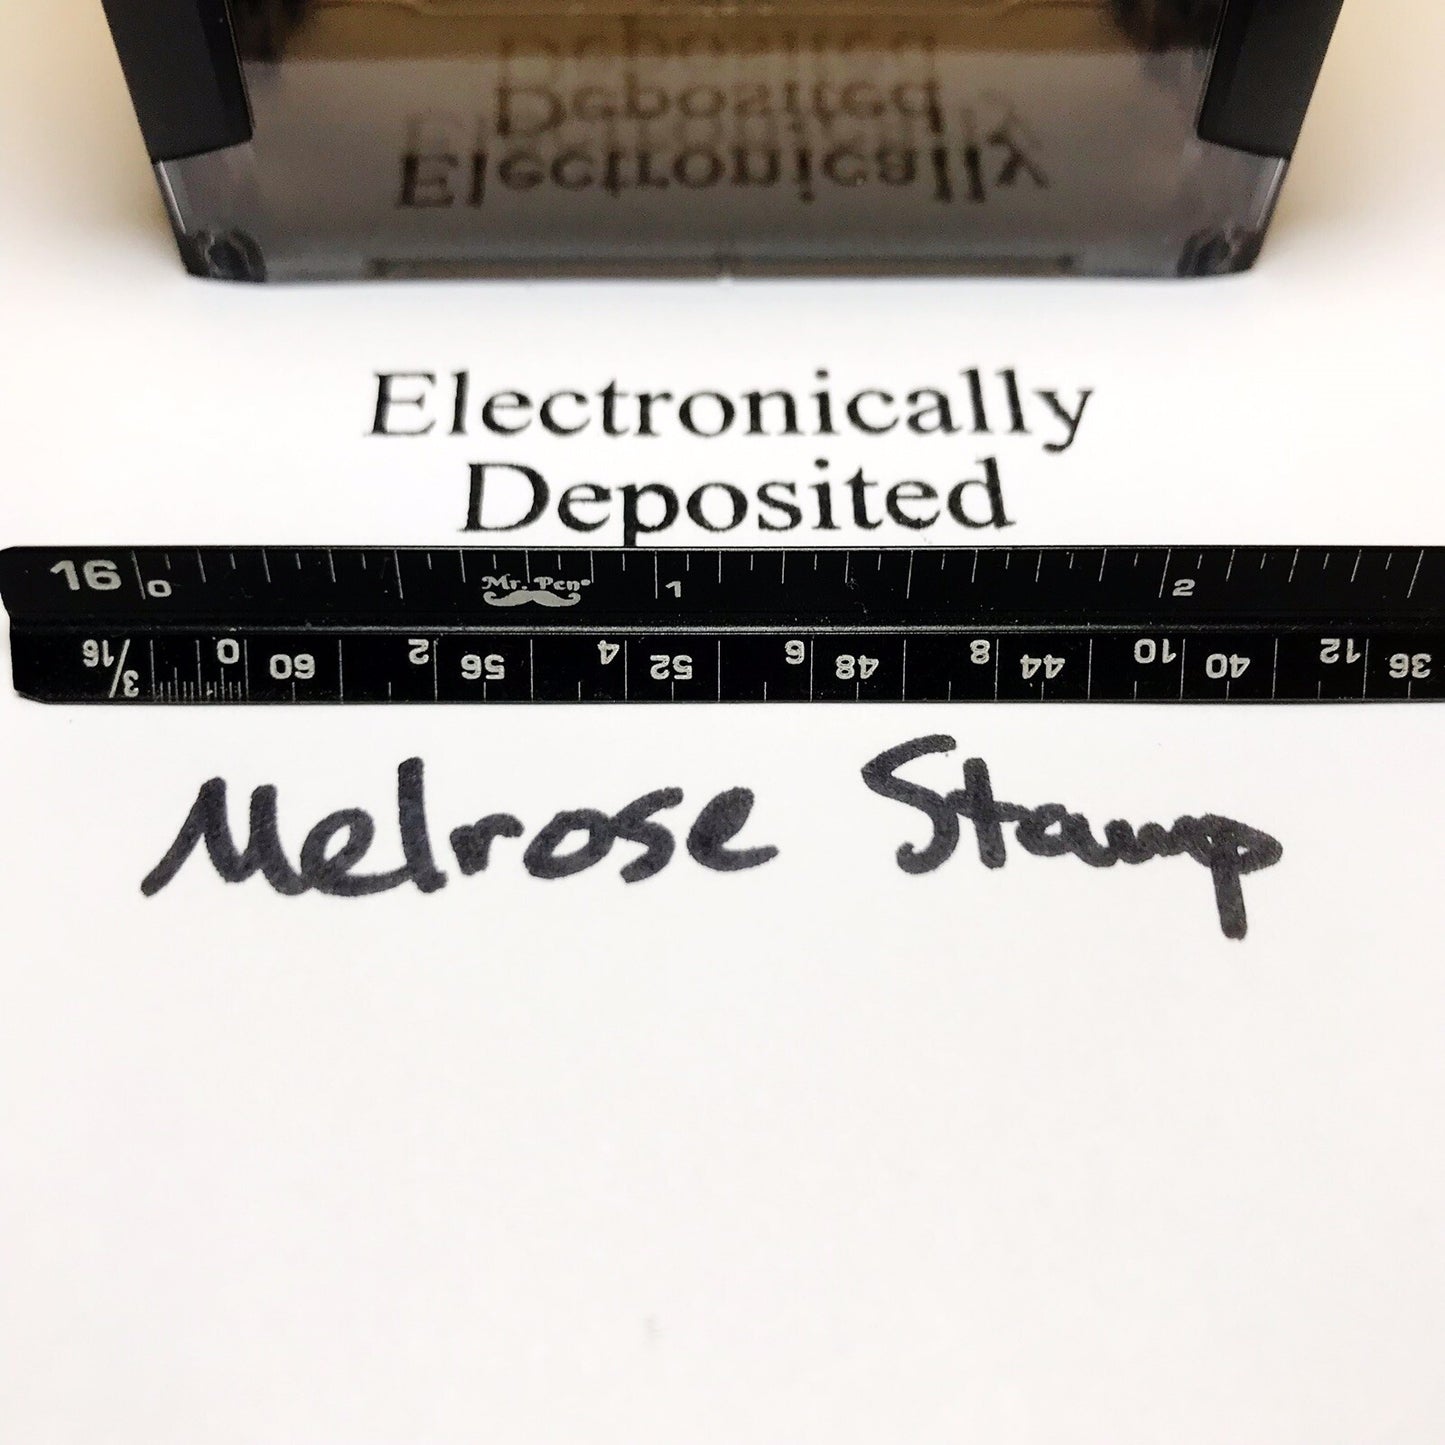 Deposited
Electronically
Electronically
Deposited
16 0 Mr. Pen 1 2
3/16 0 60 2 56 4 52 6 48 8 44 10 40 12 36
Melrose Stamp